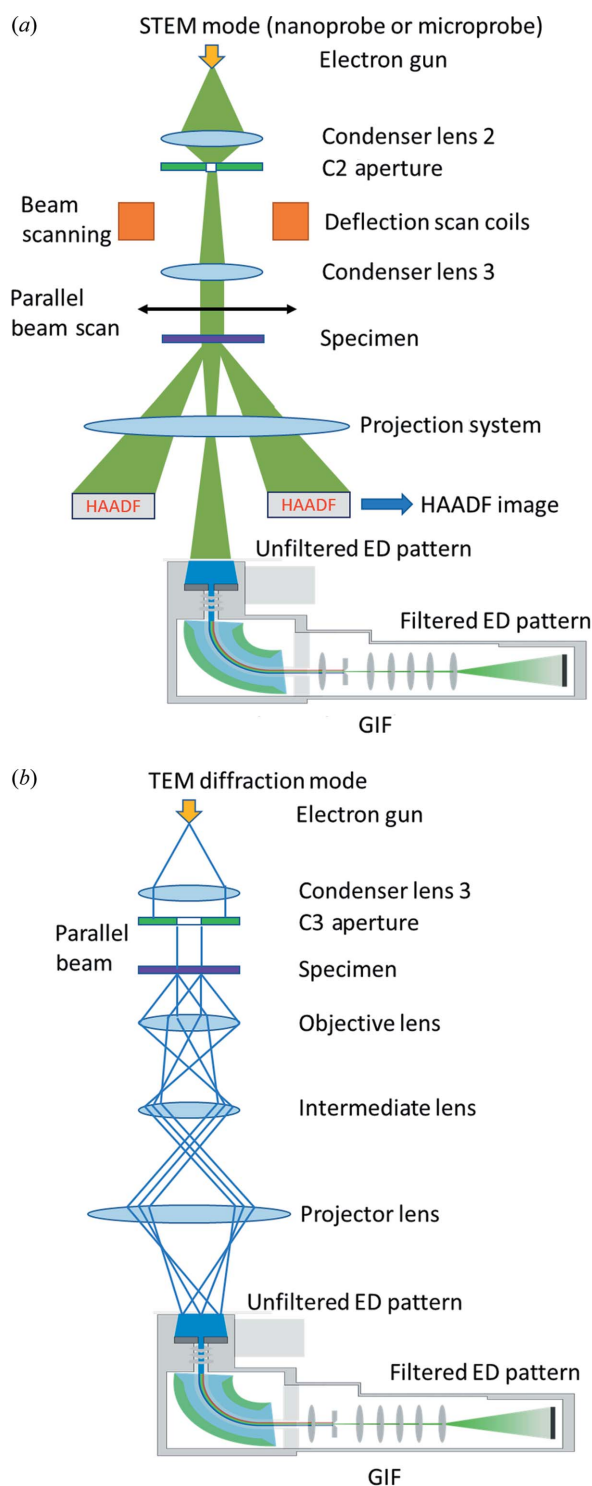 (a)
STEM mode (nanoprobe or microprobe)
Electron gun
Condenser lens 2
C2 aperture
Beam
scanning
Deflection scan coils
Condenser lens 3
Parallel
beam scan
Specimen
Projection system
HAADF
HAADF
HAADF image
Unfiltered ED pattern
Filtered ED pattern
GIF
(b)
TEM diffraction mode
Electron gun
Condenser lens 3
C3 aperture
Parallel
beam
Specimen
Objective lens
Intermediate lens
Projector lens
Unfiltered ED pattern
Filtered ED pattern
GIF